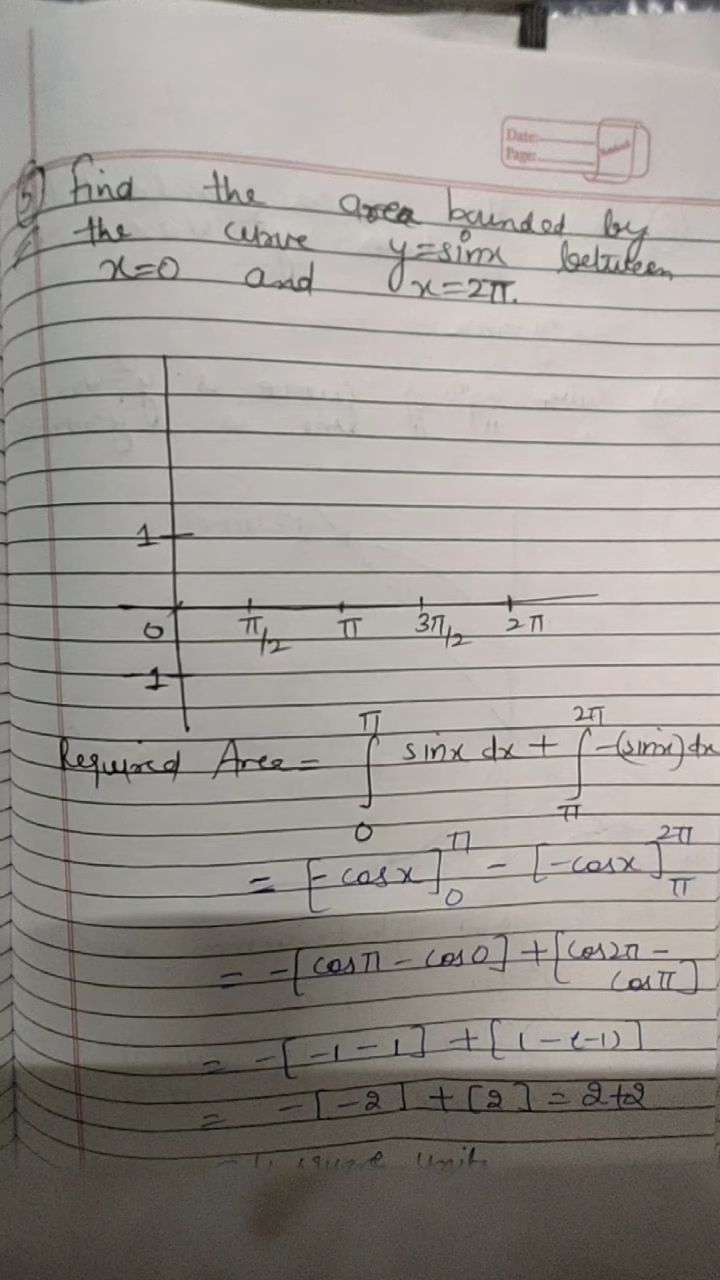 Date:
Page:
5) Find the area bounded by
the curve y=sinx between
x=0 and x=2π.
1
0 π/2 π 3π/2 2π
-1
Required Area = ∫₀^π sinx dx + ∫_π^2π -(sinx) dx
= [-cosx]₀^π - [-cosx]_π^2π
= -[cosπ - cos0] + [cos2π - cosπ]
= -[-1-1] + [1-(-1)]
= -[-2] + [2] = 2+2
square units